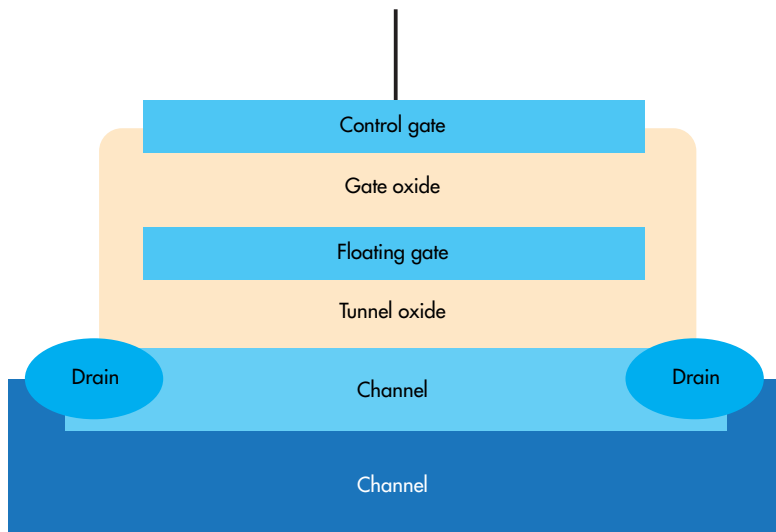 Control gate
Gate oxide
Floating gate
Tunnel oxide
Drain
Channel
Drain
Channel